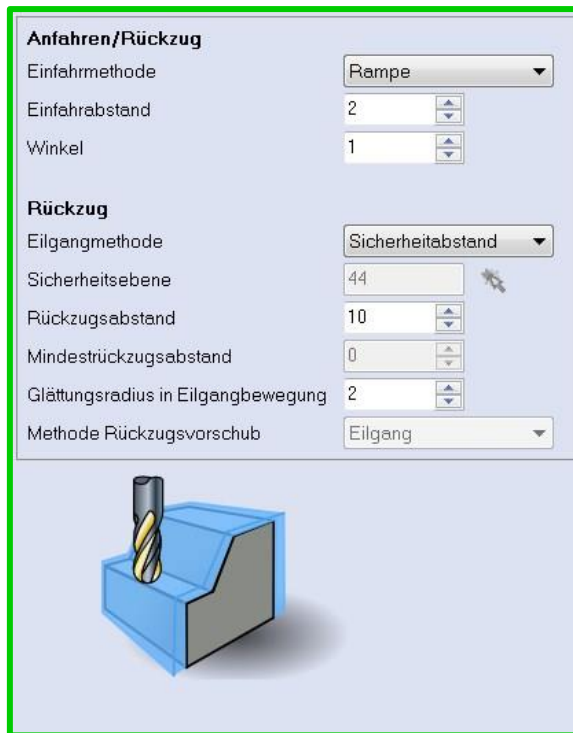 Anfahren/Rückzug
Einfahrmethode Rampe
Einfahrabstand 2
Winkel 1
Rückzug
Eilgangmethode Sicherheitabstand
Sicherheitsebene 44
Rückzugsabstand 10
Mindestrückzugsabstand 0
Glättungsradius in Eilgangbewegung 2
Methode Rückzugsvorschub Eilgang